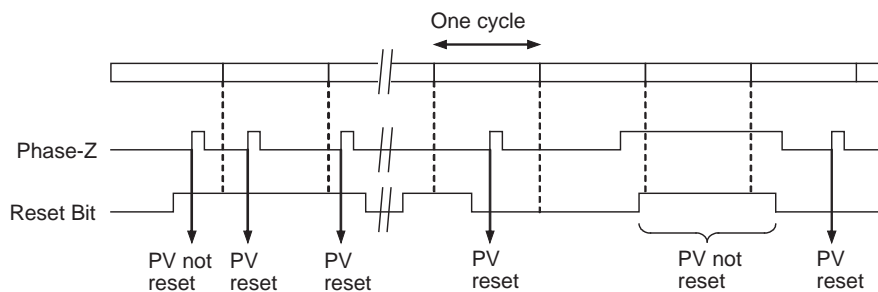 One cycle
Phase-Z
Reset Bit
PV not
reset
PV
reset
PV
reset
PV
reset
PV not
reset
PV
reset